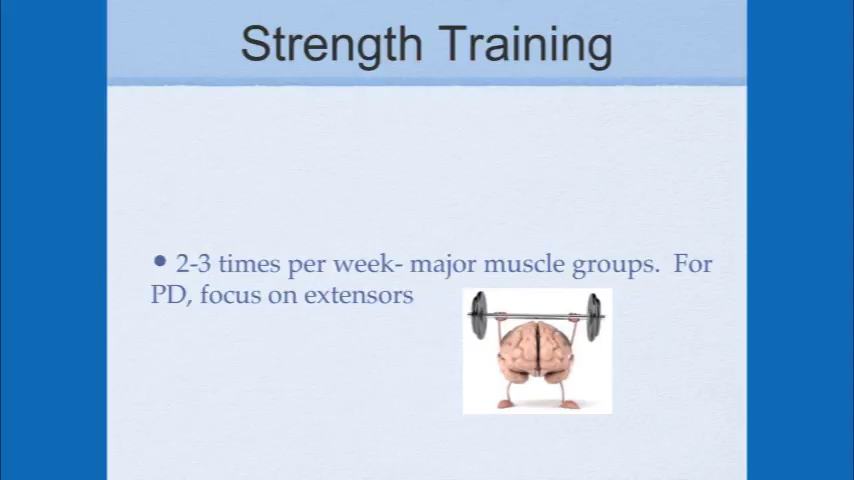 Strength Training
• 2-3 times per week- major muscle groups.  For
PD, focus on extensors